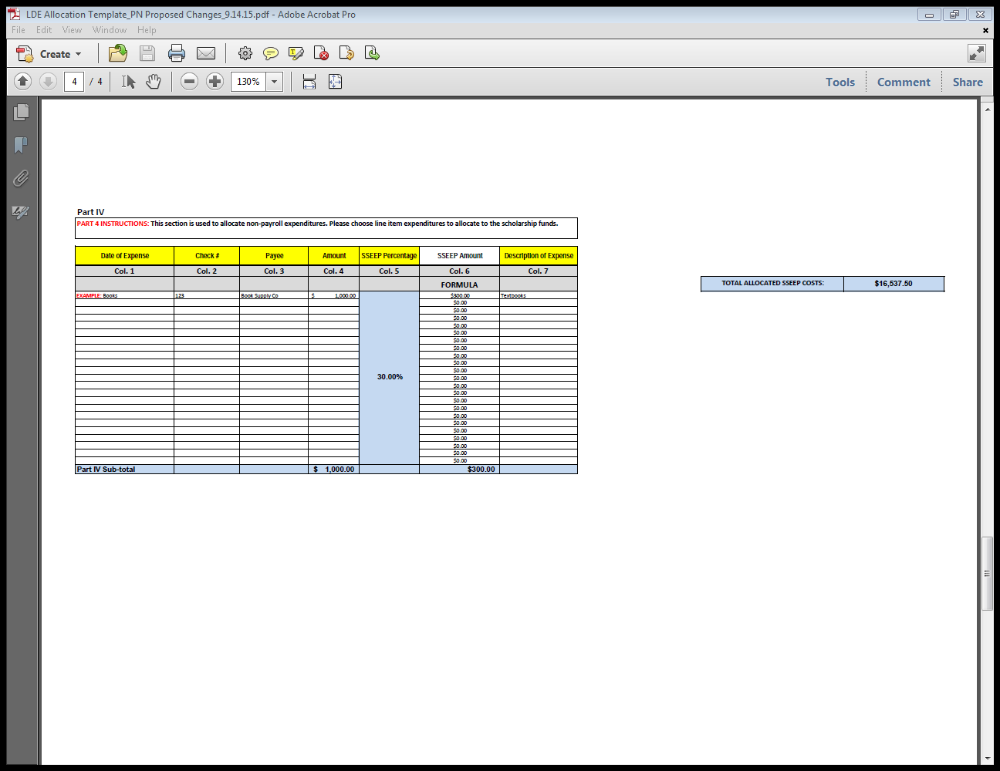 LDE Allocation Template_PN Proposed Changes_9.14.15.pdf - Adobe Acrobat Pro
File Edit View Window Help
Create
4 / 4 130% Tools Comment Share
Part IV
PART 4 INSTRUCTIONS: This section is used to allocate non-payroll expenditures. Please choose line item expenditures to allocate to the scholarship funds.
Date of Expense Check # Payee Amount SSEEP Percentage SSEEP Amount Description of Expense
Col. 1 Col. 2 Col. 3 Col. 4 Col. 5 Col. 6 Col. 7
TOTAL ALLOCATED SSEEP COSTS: $16,537.50
FORMULA
EXAMPLE: Books 123 Book Supply Co $ 1,000.00 $300.00 Textbooks
$0.00
$0.00
$0.00
$0.00
$0.00
$0.00
$0.00
$0.00
$0.00
$0.00
30.00% $0.00
$0.00
$0.00
$0.00
$0.00
$0.00
$0.00
$0.00
$0.00
$0.00
$0.00
$0.00
Part IV Sub-total $ 1,000.00 $300.00